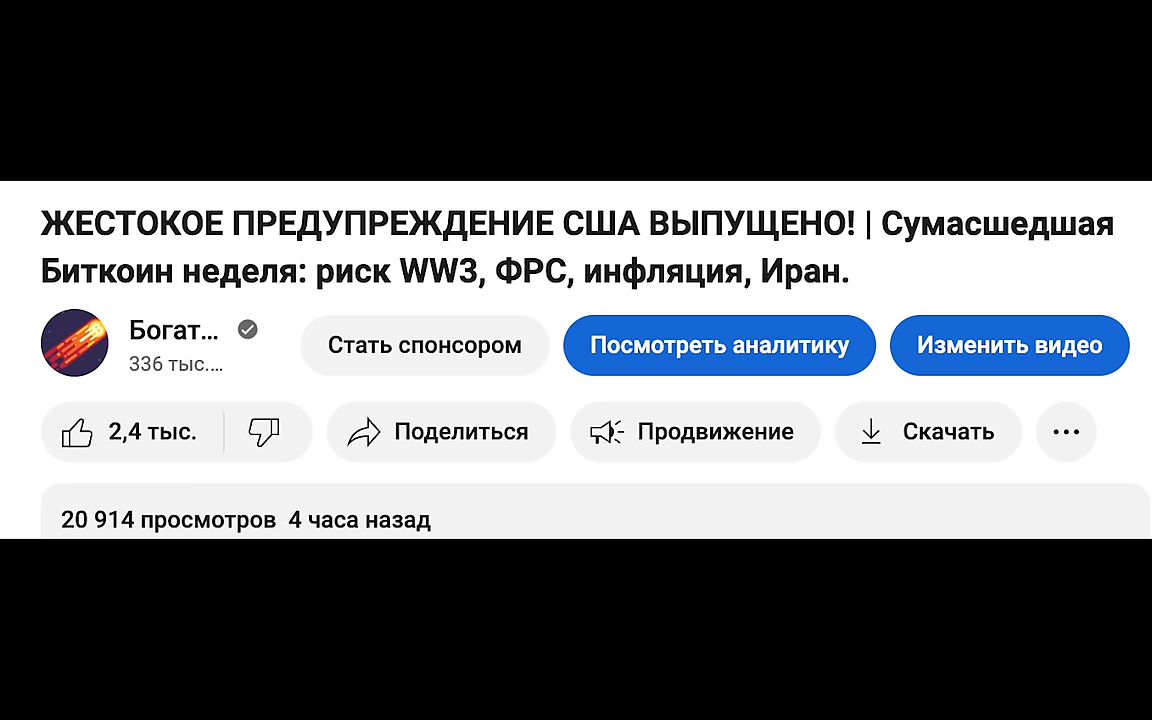 ЖЕСТОКОЕ ПРЕДУПРЕЖДЕНИЕ США ВЫПУЩЕНО! | Сумасшедшая
Биткоин неделя: риск WW3, ФРС, инфляция, Иран.
Богат...
336 тыс....
Стать спонсором
Посмотреть аналитику
Изменить видео
2,4 тыс.
Поделиться
Продвижение
Скачать
20 914 просмотров 4 часа назад